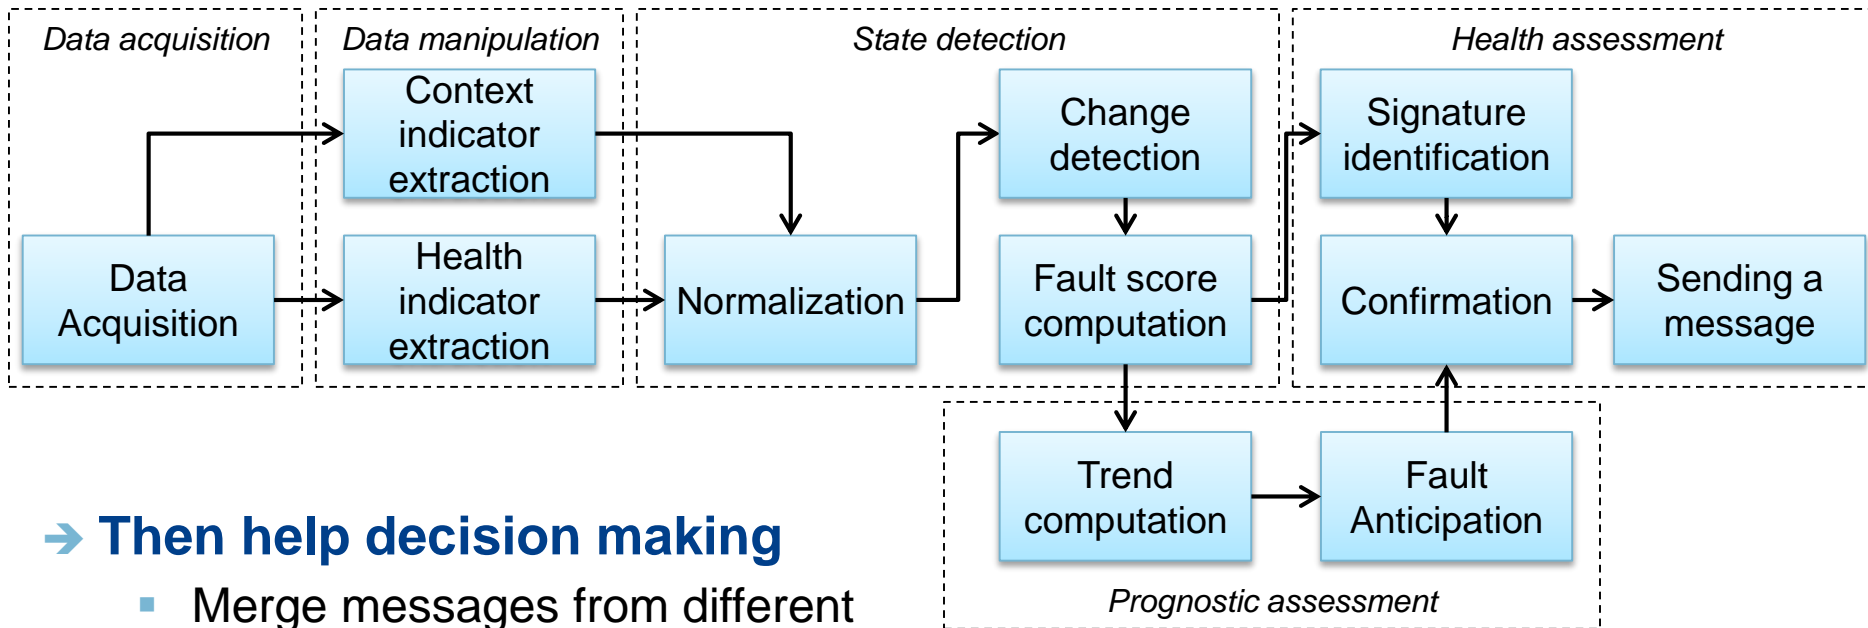 Data acquisition
Data manipulation
State detection
Health assessment
Context
indicator
extraction
Change
detection
Signature
identification
Data
Acquisition
Health
indicator
extraction
Normalization
Fault score
computation
Confirmation
Sending a
message
Trend
computation
Fault
Anticipation
Prognostic assessment
Then help decision making
Merge messages from different